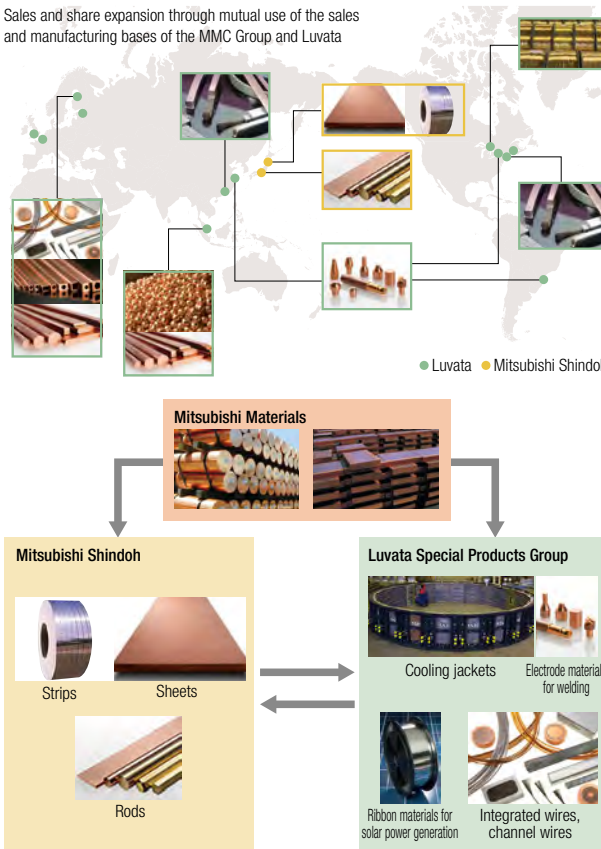 Sales and share expansion through mutual use of the sales
and manufacturing bases of the MMC Group and Luvata
Luvata
Mitsubishi Shindoh
Mitsubishi Materials
Mitsubishi Shindoh
Strips
Sheets
Rods
Luvata Special Products Group
Cooling jackets
Electrode material
for welding
Ribbon materials for
solar power generation
Integrated wires,
channel wires